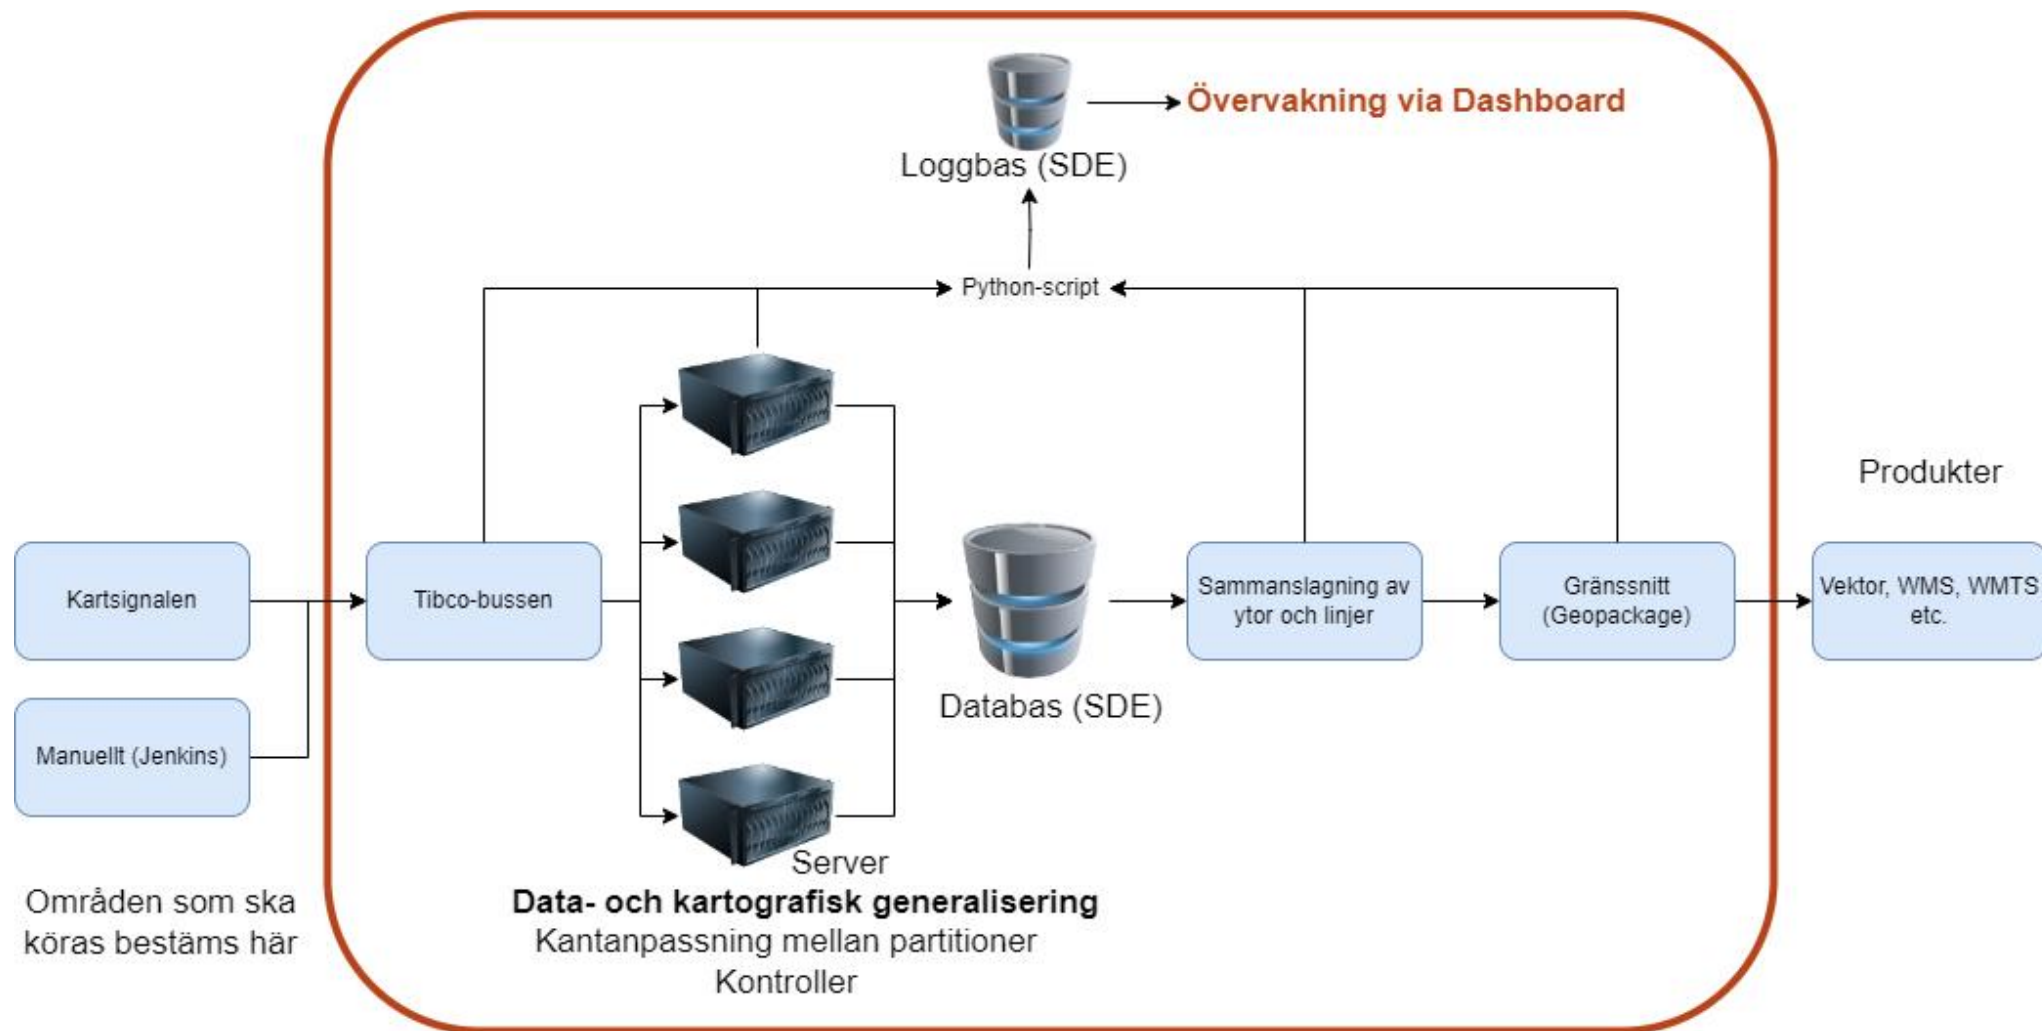 Övervakning via Dashboard
Loggbas (SDE)
Python-script
Produkter
Kartsignalen
Tibco-bussen
Sammanslagning av
ytor och linjer
Gränssnitt
(Geopackage)
Vektor, WMS, WMTS
etc.
Databas (SDE)
Manuellt (Jenkins)
Server
Områden som ska
köras bestäms här
Data- och kartografisk generalisering
Kantanpassning mellan partitioner
Kontroller